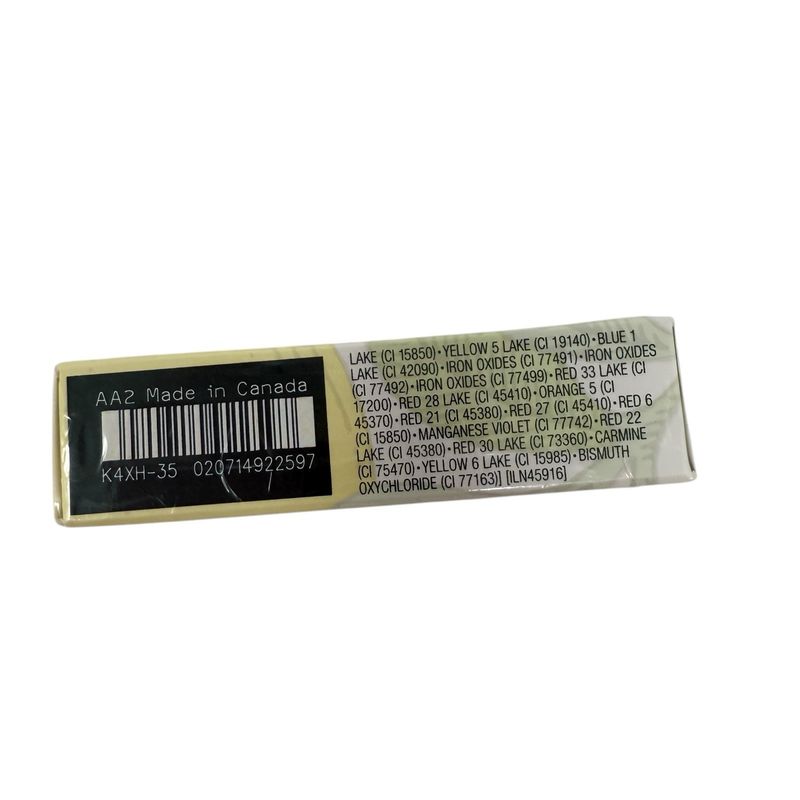 AA2 Made in Canada
K4XH-35 020714922597
LAKE (CI 15850)•YELLOW 5 LAKE (CI 19140)•BLUE 1
LAKE (CI 42090)•IRON OXIDES (CI 77491)•IRON OXIDES
(CI 77492)•IRON OXIDES (CI 77499)•RED 33 LAKE (CI
17200)•RED 28 LAKE (CI 45410)•ORANGE 5 (CI
45370)•RED 21 (CI 45380)•RED 27 (CI 45410)•RED 6
(CI 15850)•MANGANESE VIOLET (CI 77742)•RED 22
LAKE (CI 45380)•RED 30 LAKE (CI 73360)•CARMINE
(CI 75470)•YELLOW 6 LAKE (CI 15985)•BISMUTH
OXYCHLORIDE (CI 77163)] [ILN45916]